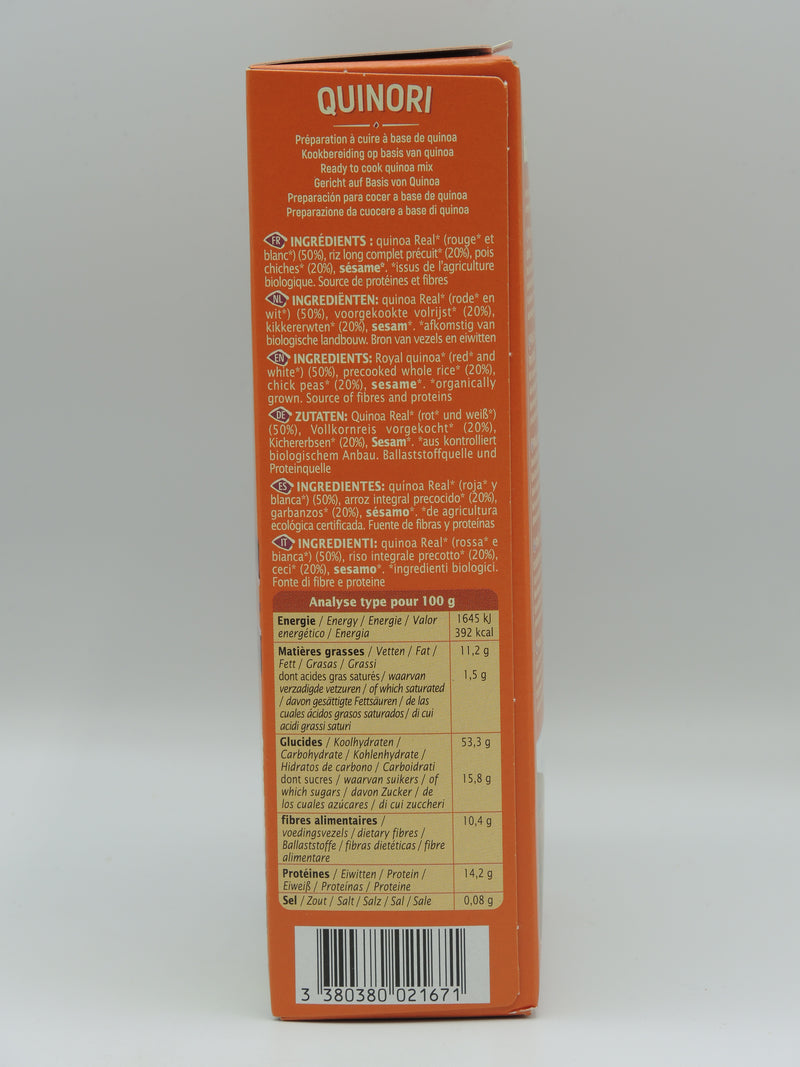 QUINORI
Préparation à cuire à base de quinoa
Kookbereiding op basis van quinoa
Ready to cook quinoa mix
Gericht auf Basis von Quinoa
Preparación para cocer a base de quinoa
Preparazione da cuocere a base di quinoa
FR INGRÉDIENTS : quinoa Real* (rouge* et
blanc*) (50%), riz long complet précuit* (20%), pois
chiches* (20%), sésame*. *issus de l'agriculture
biologique. Source de protéines et fibres
NL INGREDIËNTEN: quinoa Real* (rode* en
wit*) (50%), voorgekookte volrijst* (20%),
kikkererwten* (20%), sesam*. *afkomstig van
biologische landbouw. Bron van vezels en eiwitten
EN INGREDIENTS: Royal quinoa* (red* and
white*) (50%), precooked whole rice* (20%),
chick peas* (20%), sesame*. *organically
grown. Source of fibres and proteins
DE ZUTATEN: Quinoa Real* (rot* und weiß*)
(50%), Vollkornreis vorgekocht* (20%),
Kichererbsen* (20%), Sesam*. *aus kontrolliert
biologischem Anbau. Ballaststoffquelle und
Proteinquelle
ES INGREDIENTES: quinoa Real* (roja* y
blanca*) (50%), arroz integral precocido* (20%),
garbanzos* (20%), sésamo*. *de agricultura
ecológica certificada. Fuente de fibras y proteínas
IT INGREDIENTI: quinoa Real* (rossa* e
bianca*) (50%), riso integrale precotto* (20%),
ceci* (20%), sesamo*. *ingredienti biologici.
Fonte di fibre e proteine
Analyse type pour 100 g
Energie / Energy / Energie / Valor 1645 kJ
energético / Energia 392 kcal
Matières grasses / Vetten / Fat / 11,2 g
Fett / Grasas / Grassi
dont acides gras saturés / waarvan 1,5 g
verzadigde vetzuren / of which saturated
/ davon gesättigte Fettsäuren / de las
cuales ácidos grasos saturados / di cui
acidi grassi saturi
Glucides / Koolhydraten / 53,3 g
Carbohydrate / Kohlenhydrate /
Hidratos de carbono / Carboidrati
dont sucres / waarvan suikers / of 15,8 g
which sugars / davon Zucker / de
los cuales azúcares / di cui zuccheri
fibres alimentaires / 10,4 g
voedingsvezels / dietary fibres /
Ballaststoffe / fibras dietéticas / fibre
alimentare
Protéines / Eiwitten / Protein / 14,2 g
Eiweiß / Proteínas / Proteine
Sel / Zout / Salt / Salz / Sal / Sale 0,08 g
3 380380 021671